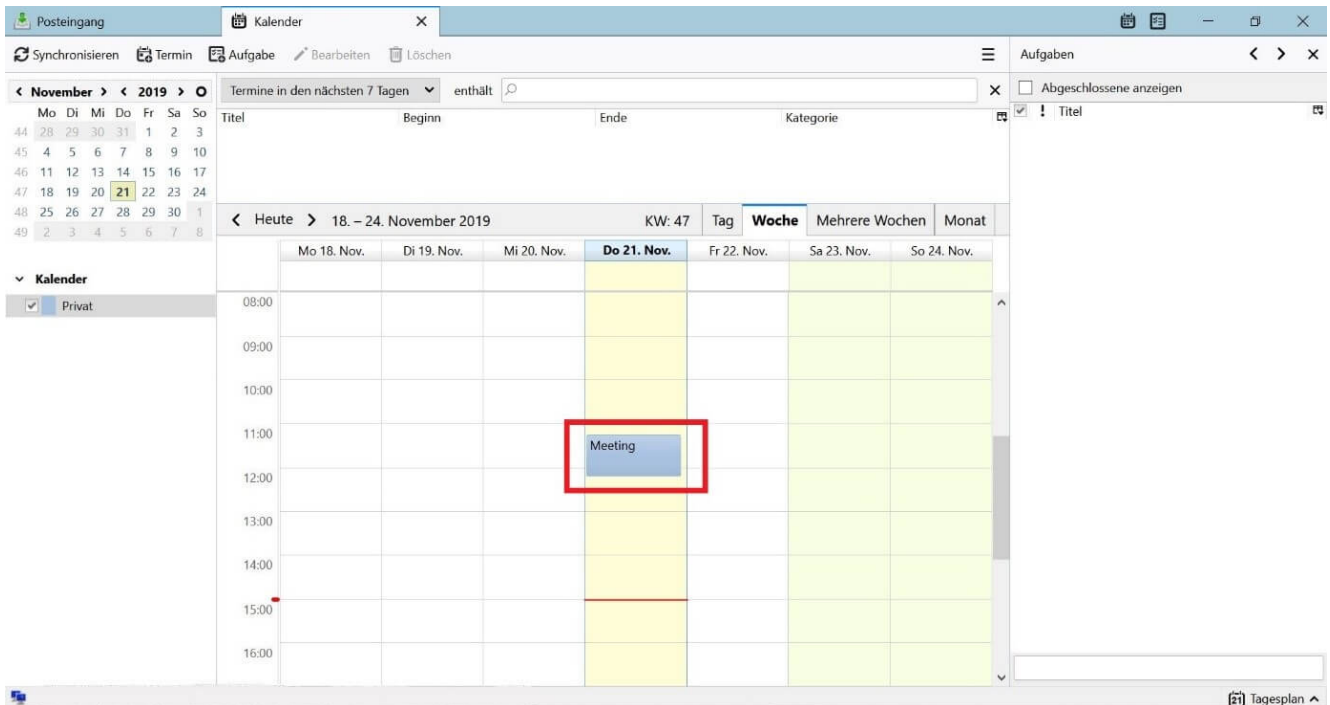 Posteingang
Kalender
Synchronisieren Termin Aufgabe Bearbeiten Löschen
Aufgaben
November 2019
Mo Di Mi Do Fr Sa So
44 28 29 30 31 1 2 3
45 4 5 6 7 8 9 10
46 11 12 13 14 15 16 17
47 18 19 20 21 22 23 24
48 25 26 27 28 29 30 1
49 2 3 4 5 6 7 8
Kalender
Privat
Termine in den nächsten 7 Tagen enthält
Titel Beginn Ende Kategorie
Heute 18. – 24. November 2019 KW: 47 Tag Woche Mehrere Wochen Monat
Mo 18. Nov. Di 19. Nov. Mi 20. Nov. Do 21. Nov. Fr 22. Nov. Sa 23. Nov. So 24. Nov.
08:00
09:00
10:00
11:00
Meeting
12:00
13:00
14:00
15:00
16:00
Abgeschlossene anzeigen
! Titel
21 Tagesplan